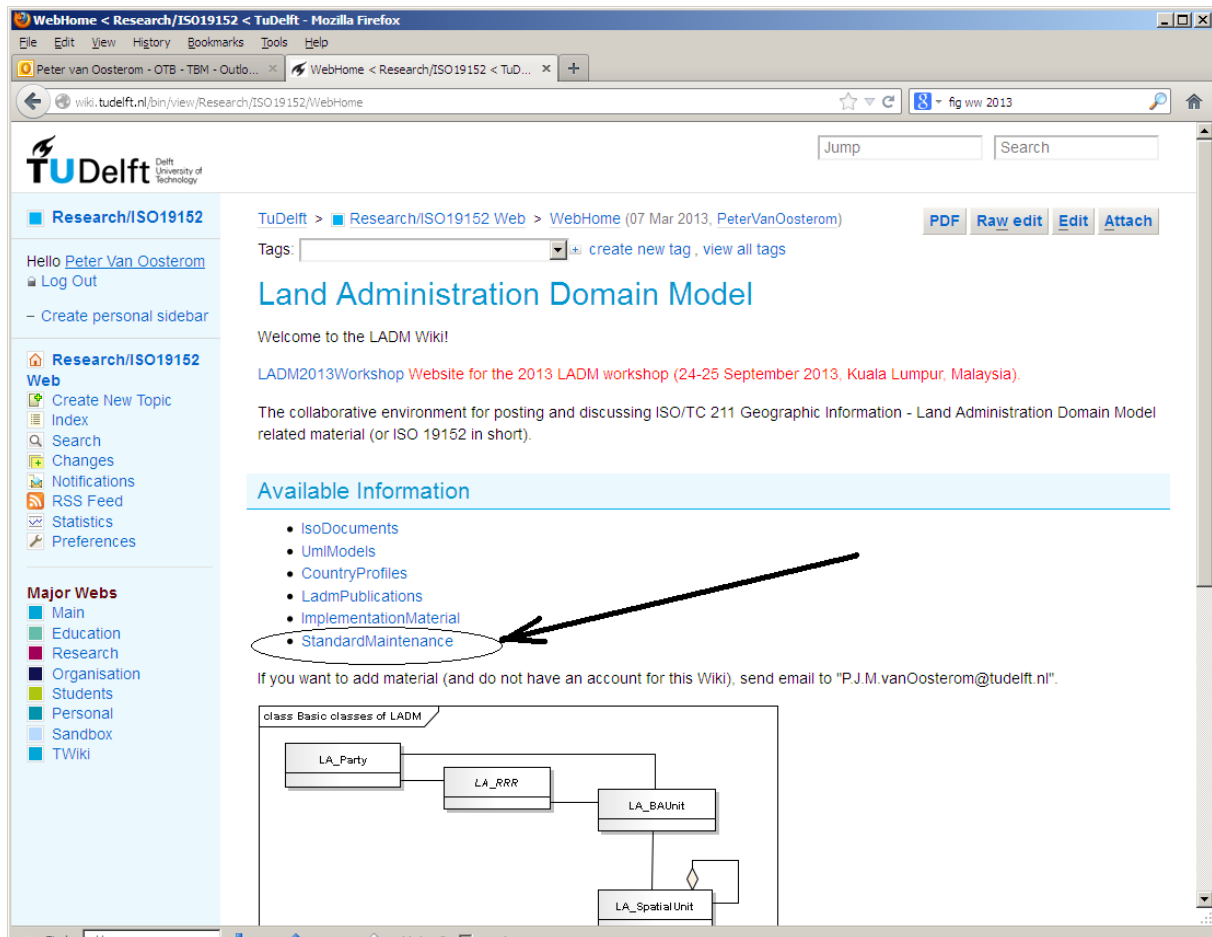 WebHome < Research/ISO19152 < TuDelft - Mozilla Firefox
File Edit View History Bookmarks Tools Help
Peter van Oosterom - OTB - TBM - Outlo... × WebHome < Research/ISO19152 < TuD... × +
wiki.tudelft.nl/bin/view/Research/ISO19152/WebHome
fig ww 2013
TUDelft Delft University of Technology
Jump Search
Research/ISO19152
Hello Peter Van Oosterom
Log Out
– Create personal sidebar
Research/ISO19152
Web
Create New Topic
Index
Search
Changes
Notifications
RSS Feed
Statistics
Preferences
Major Webs
Main
Education
Research
Organisation
Students
Personal
Sandbox
TWiki
TuDelft > Research/ISO19152 Web > WebHome (07 Mar 2013, PeterVanOosterom)
PDF Raw edit Edit Attach
Tags: create new tag , view all tags
Land Administration Domain Model
Welcome to the LADM Wiki!
LADM2013Workshop Website for the 2013 LADM workshop (24-25 September 2013, Kuala Lumpur, Malaysia).
The collaborative environment for posting and discussing ISO/TC 211 Geographic Information - Land Administration Domain Model
related material (or ISO 19152 in short).
Available Information
• IsoDocuments
• UmlModels
• CountryProfiles
• LadmPublications
• ImplementationMaterial
• StandardMaintenance
If you want to add material (and do not have an account for this Wiki), send email to "P.J.M.vanOosterom@tudelft.nl".
class Basic classes of LADM
LA_Party
LA_RRR
LA_BAUnit
LA_SpatialUnit